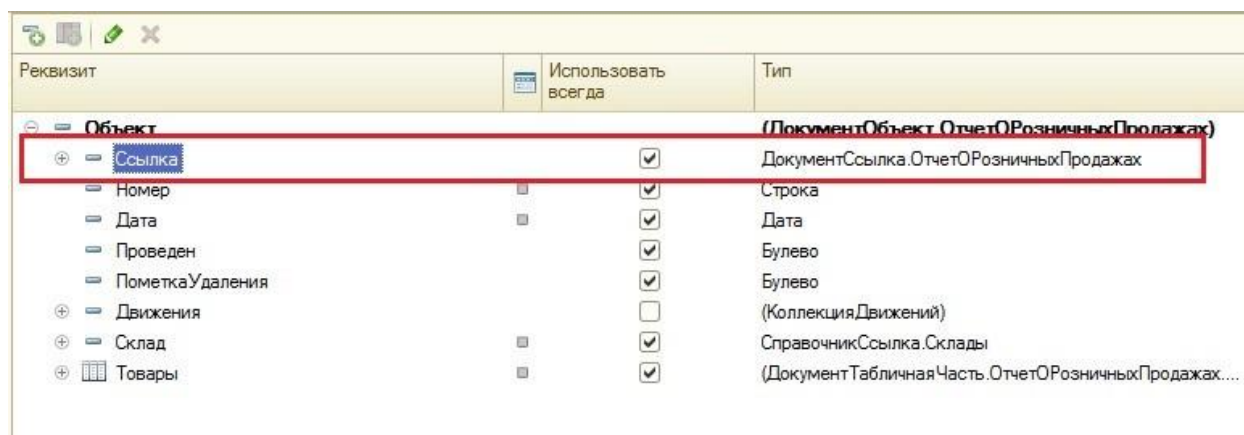 Реквизит Использовать всегда Тип
Объект (ДокументОбъект.ОтчетОРозничныхПродажах)
Ссылка ДокументСсылка.ОтчетОРозничныхПродажах
Номер Строка
Дата Дата
Проведен Булево
ПометкаУдаления Булево
Движения (КоллекцияДвижений)
Склад СправочникСсылка.Склады
Товары (ДокументТабличнаяЧасть.ОтчетОРозничныхПродажах....